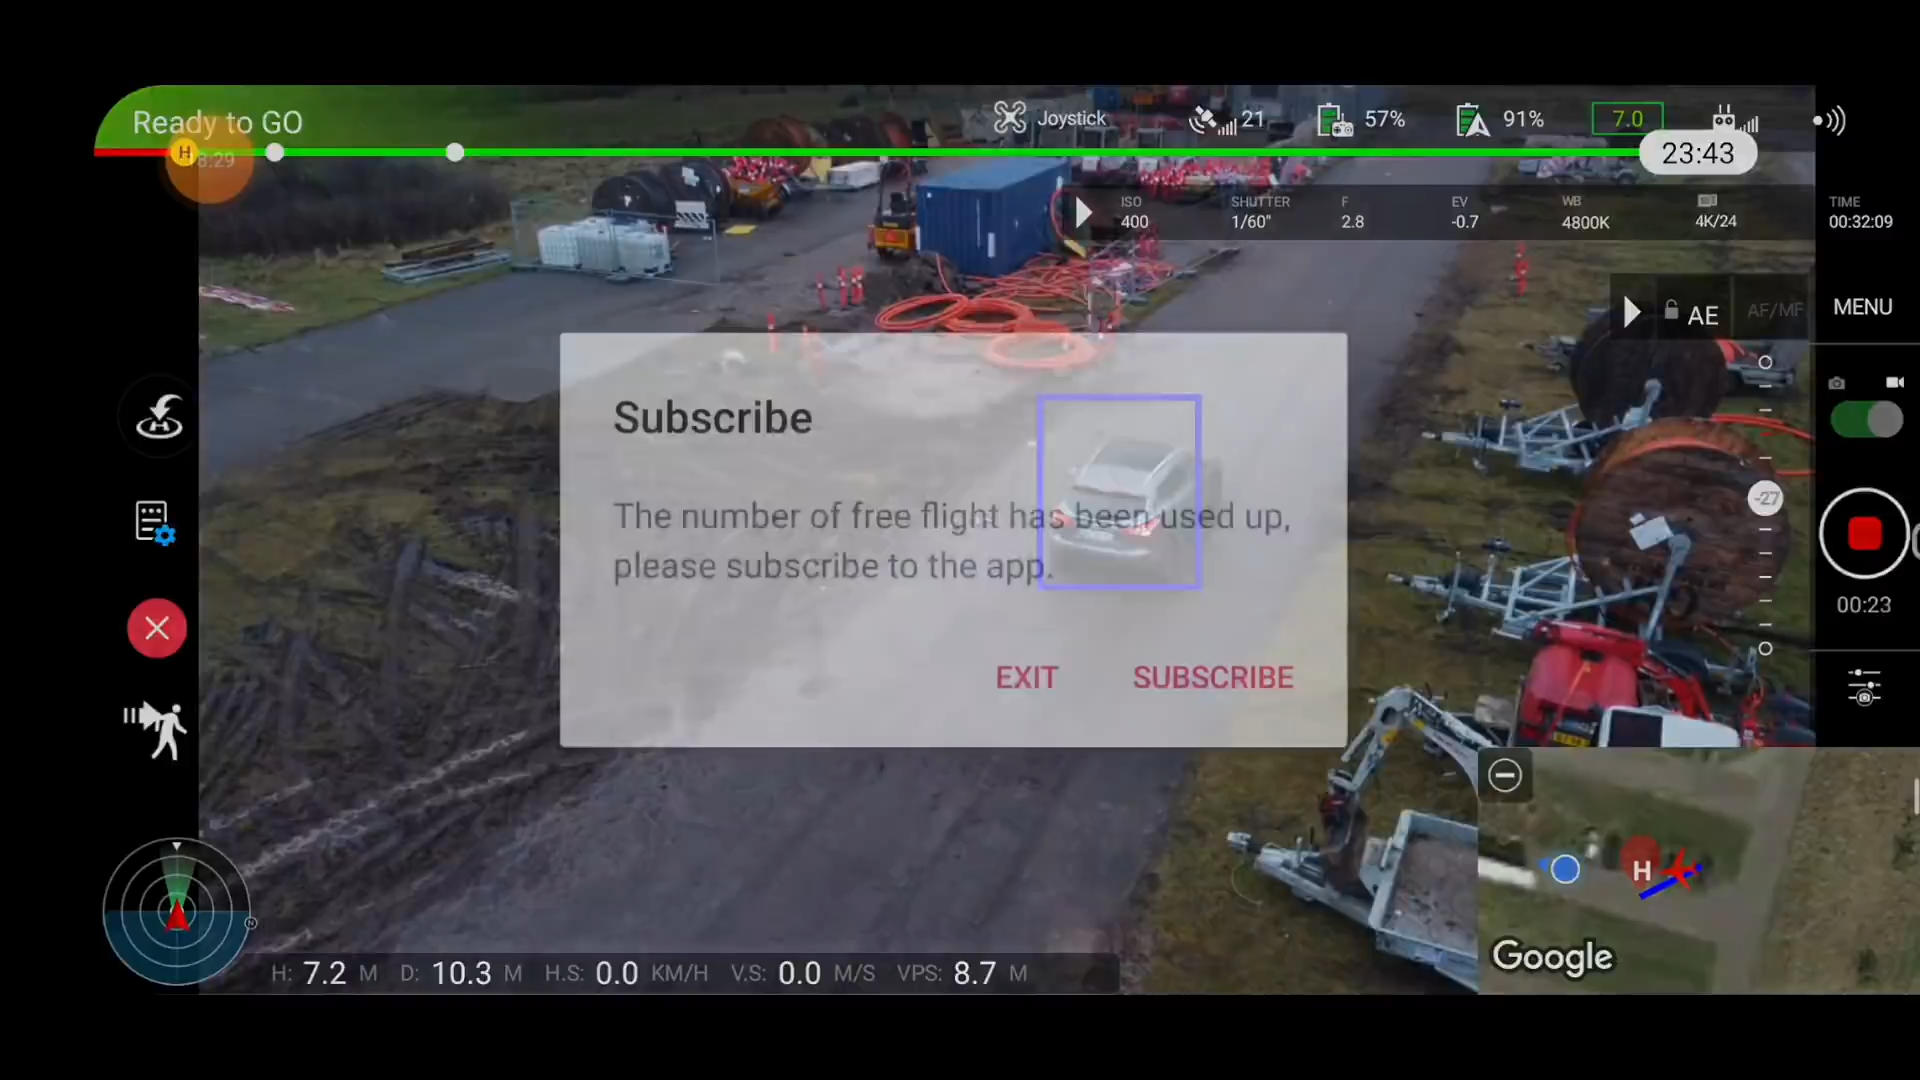 Ready to GO
Joystick
21
57%
91%
7.0
H
8:29
23:43
ISO
400
SHUTTER
1/60"
F
2.8
EV
-0.7
WB
4800K
4K/24
TIME
00:32:09
AE
AF/MF
MENU
Subscribe
The number of free flight has been used up,
please subscribe to the app.
EXIT
SUBSCRIBE
-27
00:23
H
Google
N
H: 7.2 M D: 10.3 M H.S: 0.0 KM/H V.S: 0.0 M/S VPS: 8.7 M